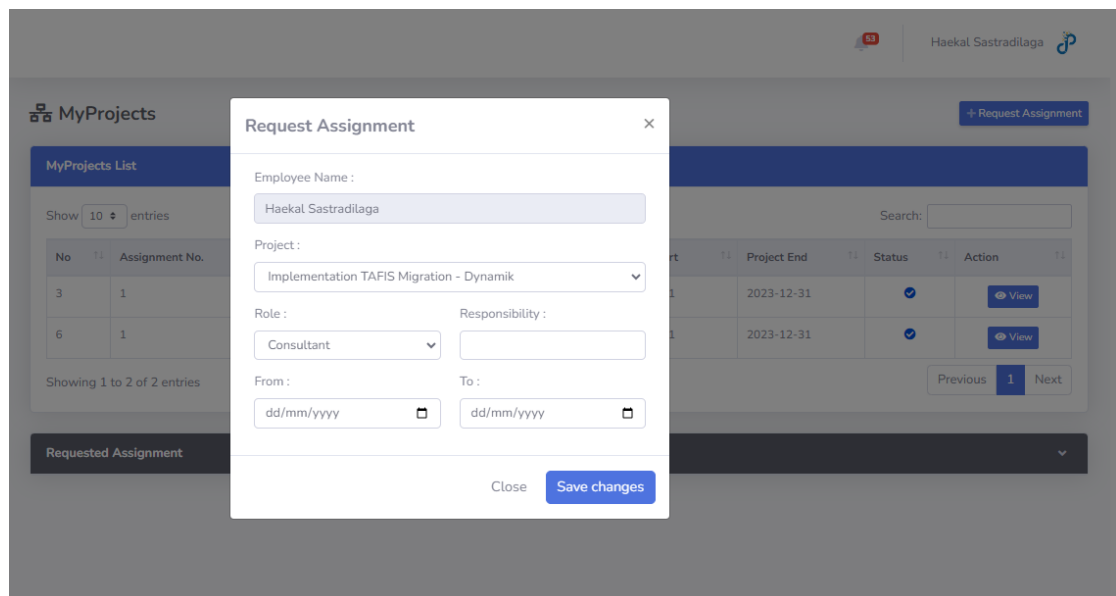 53
Haekal Sastradilaga
MyProjects
+ Request Assignment
MyProjects List
Show 10 entries
Search:
No Assignment No. rt Project End Status Action
3 1 1 2023-12-31 View
6 1 1 2023-12-31 View
Showing 1 to 2 of 2 entries
Previous 1 Next
Requested Assignment
Request Assignment ×
Employee Name :
Haekal Sastradilaga
Project :
Implementation TAFIS Migration - Dynamik
Role : Responsibility :
Consultant
From : To :
dd/mm/yyyy dd/mm/yyyy
Close Save changes